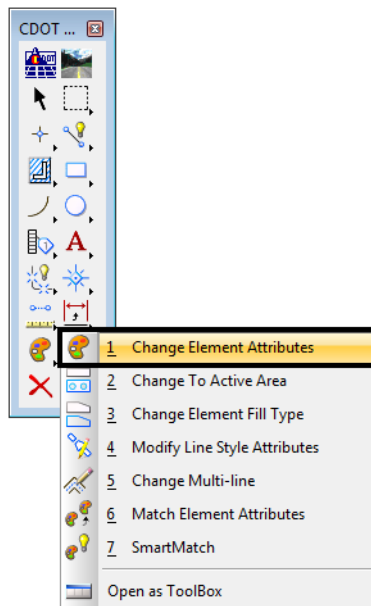 CDOT ...
CDOT
A
1 Change Element Attributes
2 Change To Active Area
3 Change Element Fill Type
4 Modify Line Style Attributes
5 Change Multi-line
6 Match Element Attributes
7 SmartMatch
Open as ToolBox